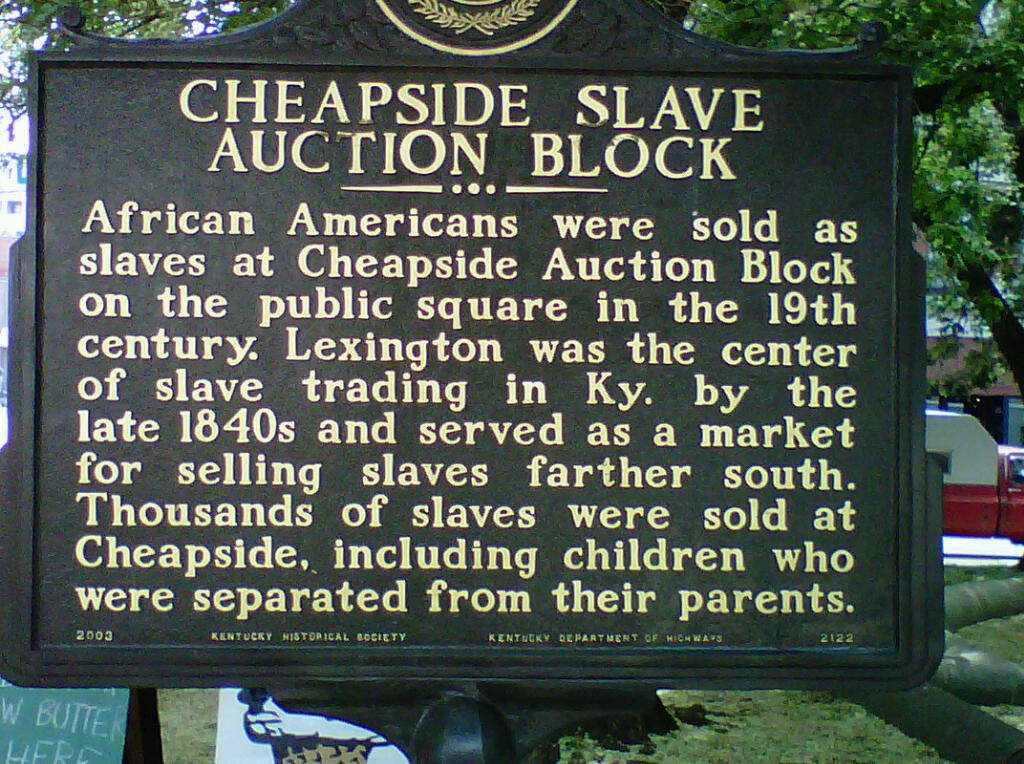 CHEAPSIDE SLAVE
AUCTION BLOCK
African Americans were sold as
slaves at Cheapside Auction Block
on the public square in the 19th
century. Lexington was the center
of slave trading in Ky. by the
late 1840s and served as a market
for selling slaves farther south.
Thousands of slaves were sold at
Cheapside, including children who
were separated from their parents.
2003 KENTUCKY HISTORICAL SOCIETY KENTUCKY DEPARTMENT OF HIGHWAYS 2122
W BUTTER
HERE